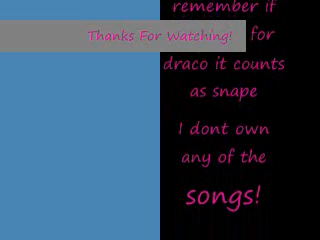 remember if
Thanks For Watching!
for
draco it counts
as snape
I dont own
any of the
songs!